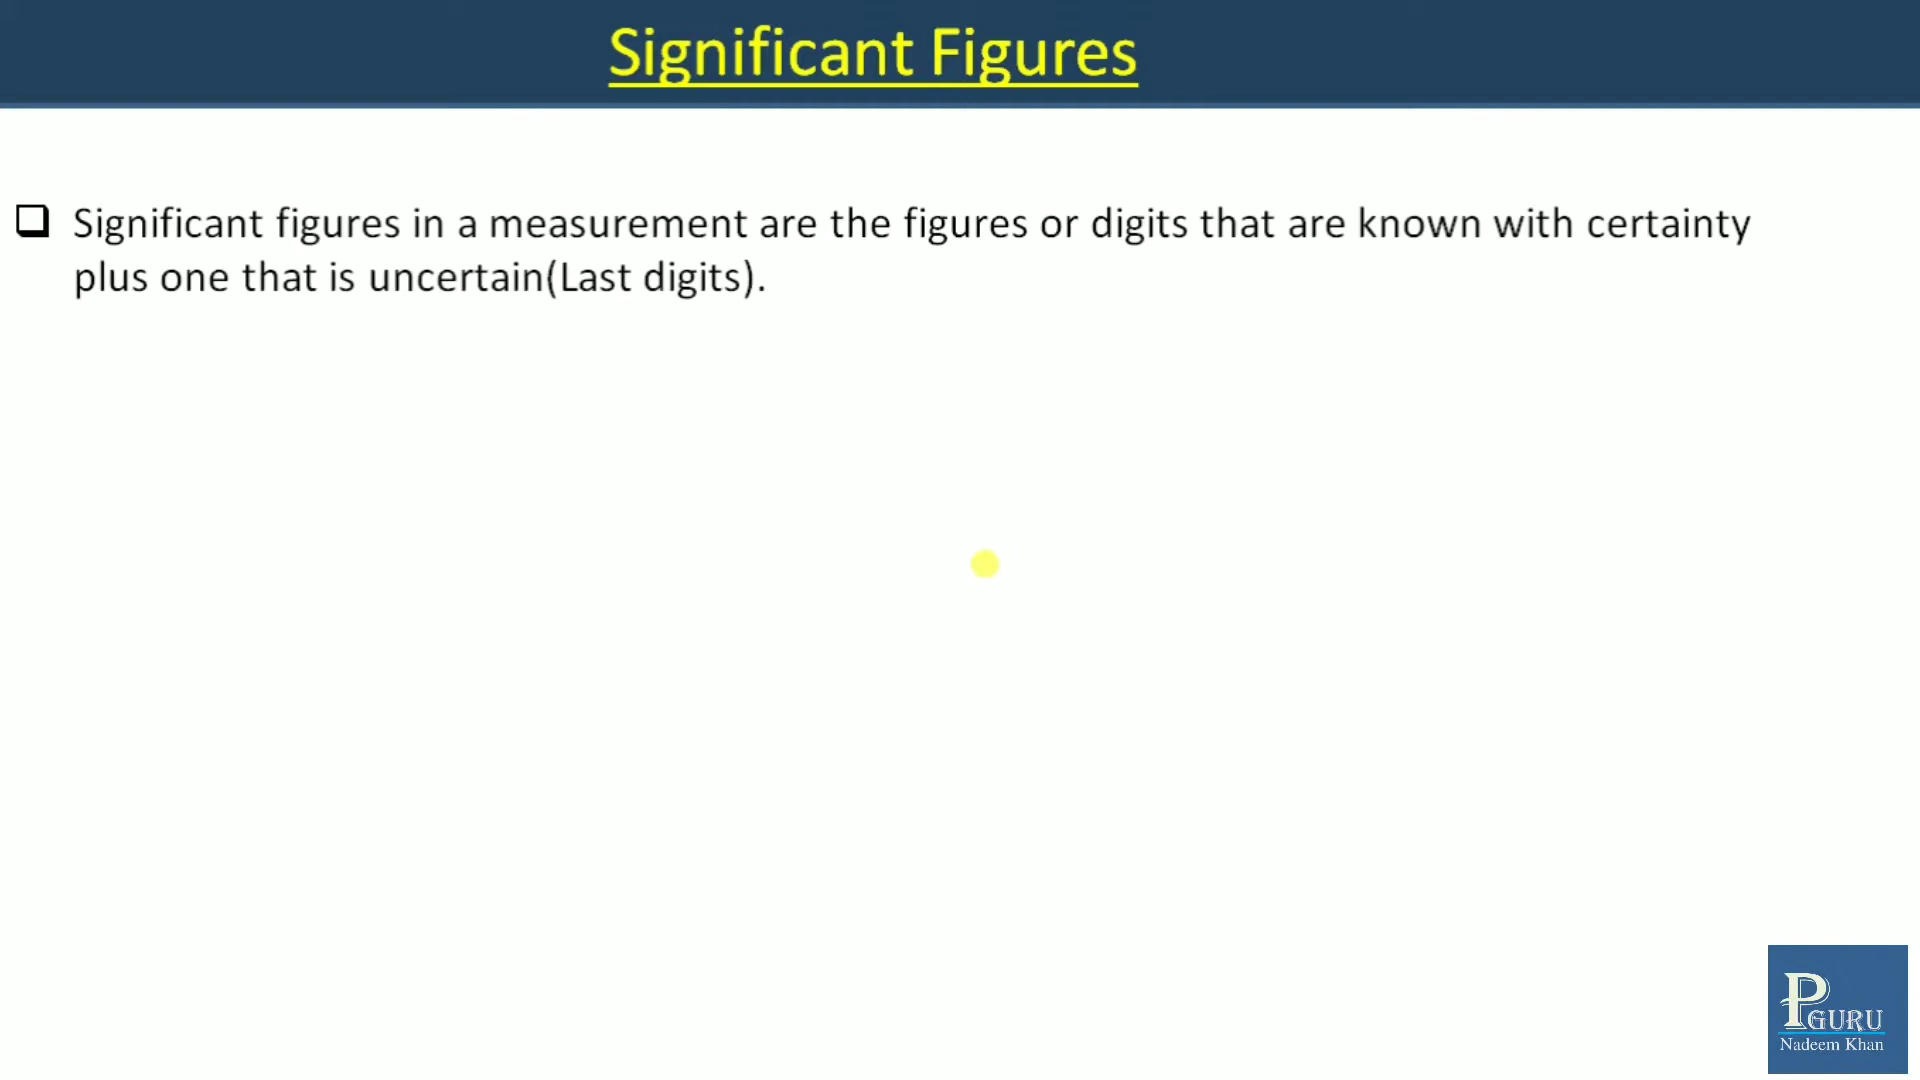 Significant Figures
Significant figures in a measurement are the figures or digits that are known with certainty
plus one that is uncertain(Last digits).
PGURU
Nadeem Khan